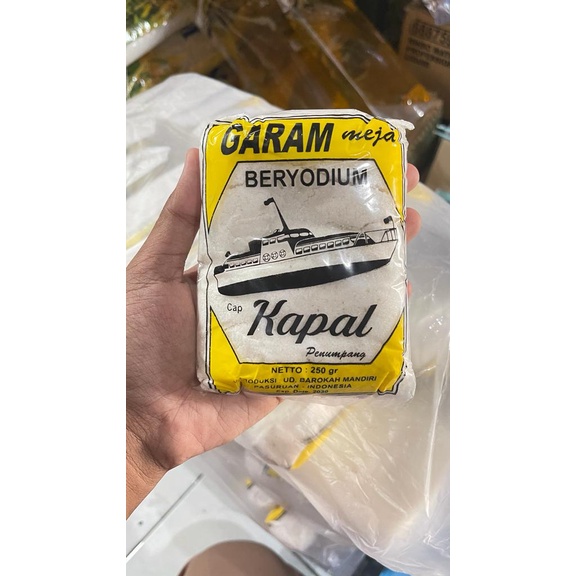 GARAM meja
BERYODIUM
Cap
Kapal
Penumpang
NETTO : 250 gr
PRODUKSI UD. BAROKAH MANDIRI
PASURUAN - INDONESIA